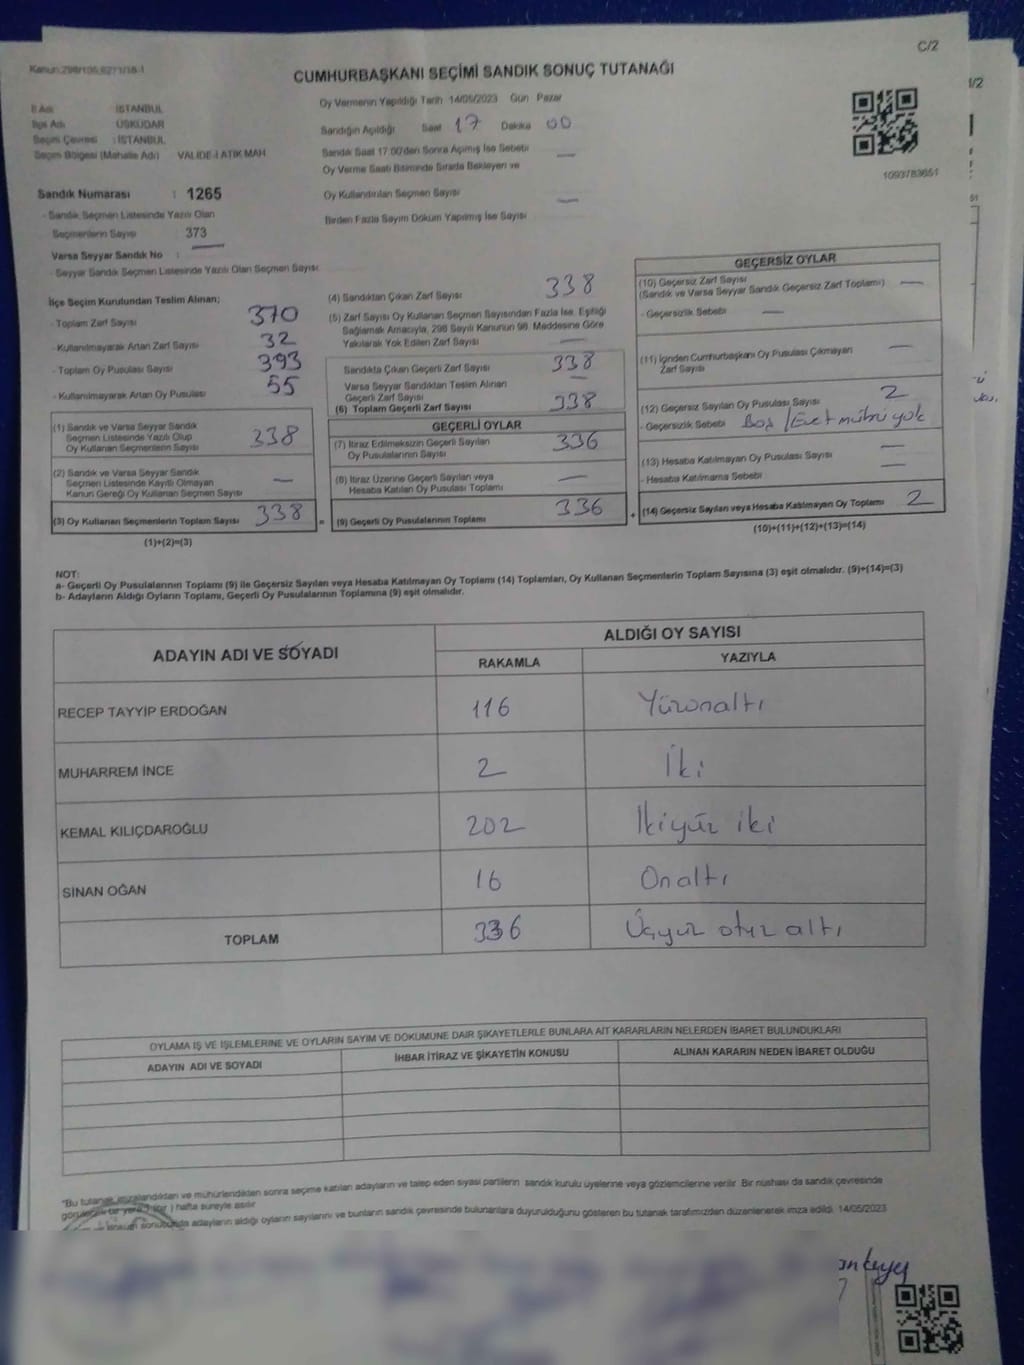 C/2
Kanun:298/105,6271/18-1
CUMHURBAŞKANI SEÇİMİ SANDIK SONUÇ TUTANAĞI
İl Adı : İSTANBUL
İlçe Adı : ÜSKÜDAR
Seçim Çevresi : İSTANBUL
Seçim Bölgesi (Mahalle Adı) VALİDE-İ ATİK MAH.
Sandık Numarası : 1265
- Sandık Seçmen Listesinde Yazılı Olan
Seçmenlerin Sayısı : 373
Varsa Seyyar Sandık No :
- Seyyar Sandık Seçmen Listesinde Yazılı Olan Seçmen Sayısı:
Oy Vermenin Yapıldığı Tarih 14/05/2023 Gün Pazar
Sandığın Açıldığı Saat 17 Dakika 00
Sandık Saat 17:00'den Sonra Açılmış İse Sebebi —
Oy Verme Saati Bitiminde Sırada Bekleyen ve
Oy Kullandırılan Seçmen Sayısı —
Birden Fazla Sayım Döküm Yapılmış İse Sayısı
1093783651
İlçe Seçim Kurulundan Teslim Alınan;
- Toplam Zarf Sayısı 370
- Kullanılmayarak Artan Zarf Sayısı 32
- Toplam Oy Pusulası Sayısı 393
- Kullanılmayarak Artan Oy Pusulası 55
(1) Sandık ve Varsa Seyyar Sandık
Seçmen Listesinde Yazılı Olup
Oy Kullanan Seçmenlerin Sayısı 338
(2) Sandık ve Varsa Seyyar Sandık
Seçmen Listesinde Kayıtlı Olmayan
Kanun Gereği Oy Kullanan Seçmen Sayısı —
(3) Oy Kullanan Seçmenlerin Toplam Sayısı 338
(1)+(2)=(3)
(4) Sandıktan Çıkan Zarf Sayısı 338
(5) Zarf Sayısı Oy Kullanan Seçmen Sayısından Fazla İse, Eşitliği
Sağlamak Amacıyla, 298 Sayılı Kanunun 98. Maddesine Göre
Yakılarak Yok Edilen Zarf Sayısı —
Sandıkta Çıkan Geçerli Zarf Sayısı 338
Varsa Seyyar Sandıktan Teslim Alınan
Geçerli Zarf Sayısı —
(6) Toplam Geçerli Zarf Sayısı 338
GEÇERLİ OYLAR
(7) İtiraz Edilmeksizin Geçerli Sayılan
Oy Pusulalarının Sayısı 336
(8) İtiraz Üzerine Geçerli Sayılan veya
Hesaba Katılan Oy Pusulası Toplamı —
= (9) Geçerli Oy Pusulalarının Toplamı 336
GEÇERSİZ OYLAR
(10) Geçersiz Zarf Sayısı
(Sandık ve Varsa Seyyar Sandık Geçersiz Zarf Toplamı) —
- Geçersizlik Sebebi —
(11) İçinden Cumhurbaşkanı Oy Pusulası Çıkmayan
Zarf Sayısı —
(12) Geçersiz Sayılan Oy Pusulası Sayısı 2
- Geçersizlik Sebebi Boş / Evet mührü yok
(13) Hesaba Katılmayan Oy Pusulası Sayısı —
- Hesaba Katılmama Sebebi —
+ (14) Geçersiz Sayılan veya Hesaba Katılmayan Oy Toplamı 2
(10)+(11)+(12)+(13)=(14)
NOT:
a- Geçerli Oy Pusulalarının Toplamı (9) ile Geçersiz Sayılan veya Hesaba Katılmayan Oy Toplamı (14) Toplamları, Oy Kullanan Seçmenlerin Toplam Sayısına (3) eşit olmalıdır. (9)+(14)=(3)
b- Adayların Aldığı Oyların Toplamı, Geçerli Oy Pusulalarının Toplamına (9) eşit olmalıdır.
ADAYIN ADI VE SOYADI ALDIĞI OY SAYISI
RAKAMLA YAZIYLA
RECEP TAYYİP ERDOĞAN 116 Yüzonaltı
MUHARREM İNCE 2 İki
KEMAL KILIÇDAROĞLU 202 İkiyüz iki
SİNAN OĞAN 16 Onaltı
TOPLAM 336 Üçyüz otuz altı
OYLAMA İŞ VE İŞLEMLERİNE VE OYLARIN SAYIM VE DÖKÜMÜNE DAİR ŞİKAYETLERLE BUNLARA AİT KARARLARIN NELERDEN İBARET BULUNDUKLARI
ADAYIN ADI VE SOYADI İHBAR İTİRAZ VE ŞİKAYETİN KONUSU ALINAN KARARIN NEDEN İBARET OLDUĞU
"Bu tutanak imzalandıktan ve mühürlendikten sonra seçime katılan adayların ve talep eden siyasi partilerin sandık kurulu üyelerine veya gözlemcilerine verilir. Bir nüshası da sandık çevresinde
görülebilir bir yere 1 (bir ) hafta süreyle asılır
sonucunda adayların aldığı oyların sayılarını ve bunların sandık çevresinde bulunanlara duyurulduğunu gösteren bu tutanak tarafımızdan düzenlenerek imza edildi. 14/05/2023